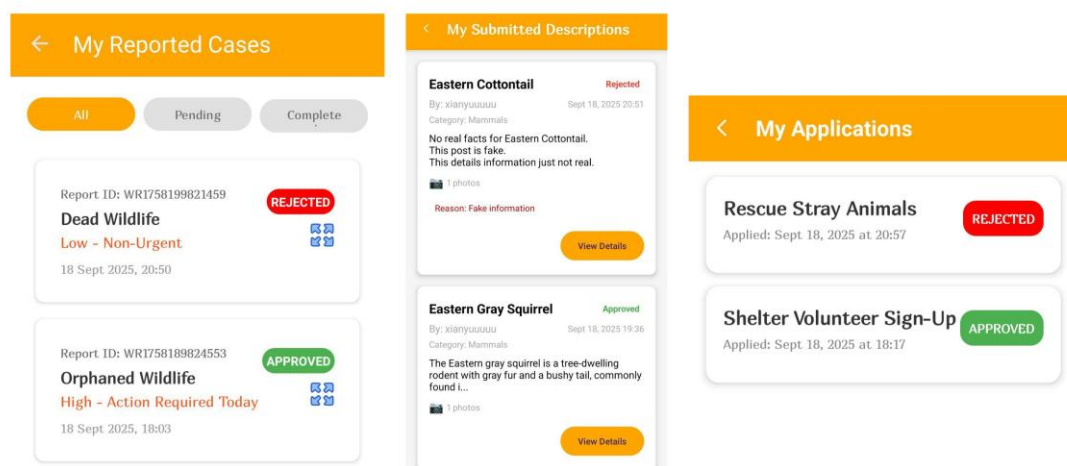 My Reported Cases
All
Pending
Complete
Report ID: WR1758199821459
REJECTED
Dead Wildlife
Low - Non-Urgent
18 Sept 2025, 20:50
Report ID: WR1758189824553
APPROVED
Orphaned Wildlife
High - Action Required Today
18 Sept 2025, 18:03
My Submitted Descriptions
Eastern Cottontail
Rejected
By: xianyuuuuu
Sept 18, 2025 20:51
Category: Mammals
No real facts for Eastern Cottontail.
This post is fake.
This details information just not real.
1 photos
Reason: Fake information
View Details
Eastern Gray Squirrel
Approved
By: xianyuuuuu
Sept 18, 2025 19:36
Category: Mammals
The Eastern gray squirrel is a tree-dwelling
rodent with gray fur and a bushy tail, commonly
found i...
1 photos
View Details
My Applications
Rescue Stray Animals
REJECTED
Applied: Sept 18, 2025 at 20:57
Shelter Volunteer Sign-Up
APPROVED
Applied: Sept 18, 2025 at 18:17